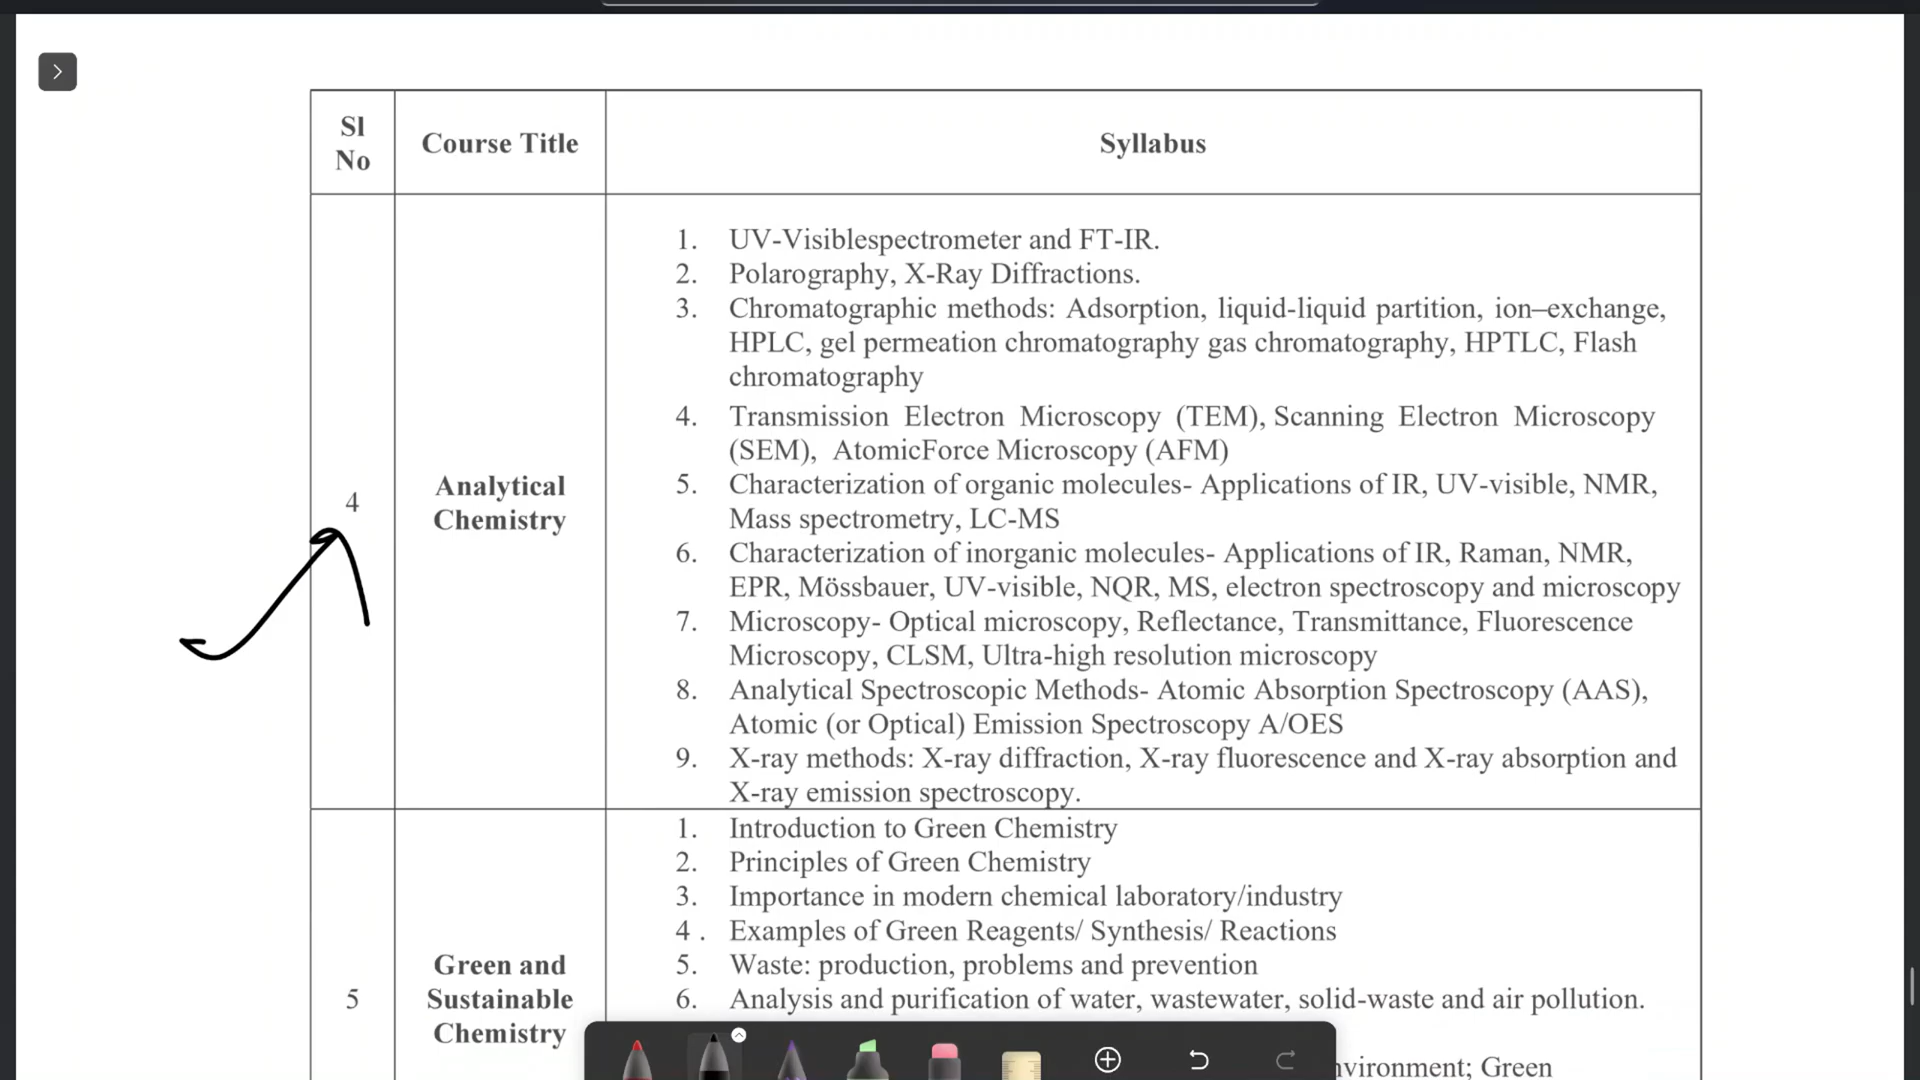 Sl
No
Course Title
Syllabus
4
Analytical
Chemistry
1. UV-Visiblespectrometer and FT-IR.
2. Polarography, X-Ray Diffractions.
3. Chromatographic methods: Adsorption, liquid-liquid partition, ion–exchange,
HPLC, gel permeation chromatography gas chromatography, HPTLC, Flash
chromatography
4. Transmission Electron Microscopy (TEM), Scanning Electron Microscopy
(SEM), AtomicForce Microscopy (AFM)
5. Characterization of organic molecules- Applications of IR, UV-visible, NMR,
Mass spectrometry, LC-MS
6. Characterization of inorganic molecules- Applications of IR, Raman, NMR,
EPR, Mössbauer, UV-visible, NQR, MS, electron spectroscopy and microscopy
7. Microscopy- Optical microscopy, Reflectance, Transmittance, Fluorescence
Microscopy, CLSM, Ultra-high resolution microscopy
8. Analytical Spectroscopic Methods- Atomic Absorption Spectroscopy (AAS),
Atomic (or Optical) Emission Spectroscopy A/OES
9. X-ray methods: X-ray diffraction, X-ray fluorescence and X-ray absorption and
X-ray emission spectroscopy.
5
Green and
Sustainable
Chemistry
1. Introduction to Green Chemistry
2. Principles of Green Chemistry
3. Importance in modern chemical laboratory/industry
4 . Examples of Green Reagents/ Synthesis/ Reactions
5. Waste: production, problems and prevention
6. Analysis and purification of water, wastewater, solid-waste and air pollution.
nvironment; Green